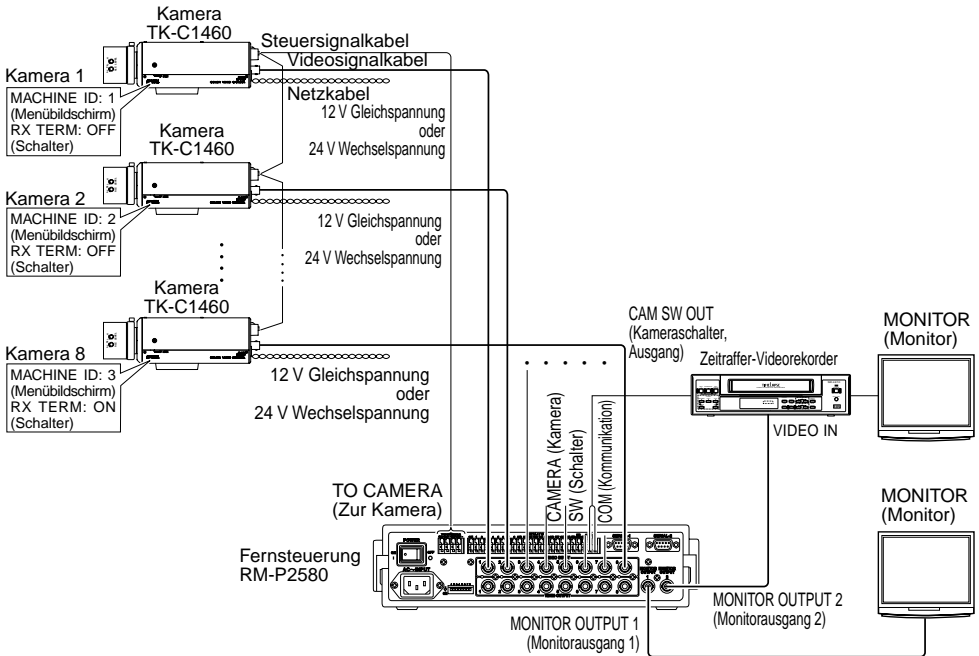 Kamera
TK-C1460
Steuersignalkabel
Videosignalkabel
Kamera 1
MACHINE ID: 1
(Menübildschirm)
RX TERM: OFF
(Schalter)
Netzkabel
12 V Gleichspannung
oder
24 V Wechselspannung
Kamera
TK-C1460
Kamera 2
MACHINE ID: 2
(Menübildschirm)
RX TERM: OFF
(Schalter)
12 V Gleichspannung
oder
24 V Wechselspannung
Kamera
TK-C1460
Kamera 8
MACHINE ID: 3
(Menübildschirm)
RX TERM: ON
(Schalter)
12 V Gleichspannung
oder
24 V Wechselspannung
CAM SW OUT
(Kameraschalter,
Ausgang)
Zeitraffer-Videorekorder
MONITOR
(Monitor)
VIDEO IN
CAMERA (Kamera)
SW (Schalter)
COM (Kommunikation)
TO CAMERA
(Zur Kamera)
MONITOR
(Monitor)
Fernsteuerung
RM-P2580
POWER
AC~INPUT
MONITOR OUTPUT 2
(Monitorausgang 2)
MONITOR OUTPUT 1
(Monitorausgang 1)